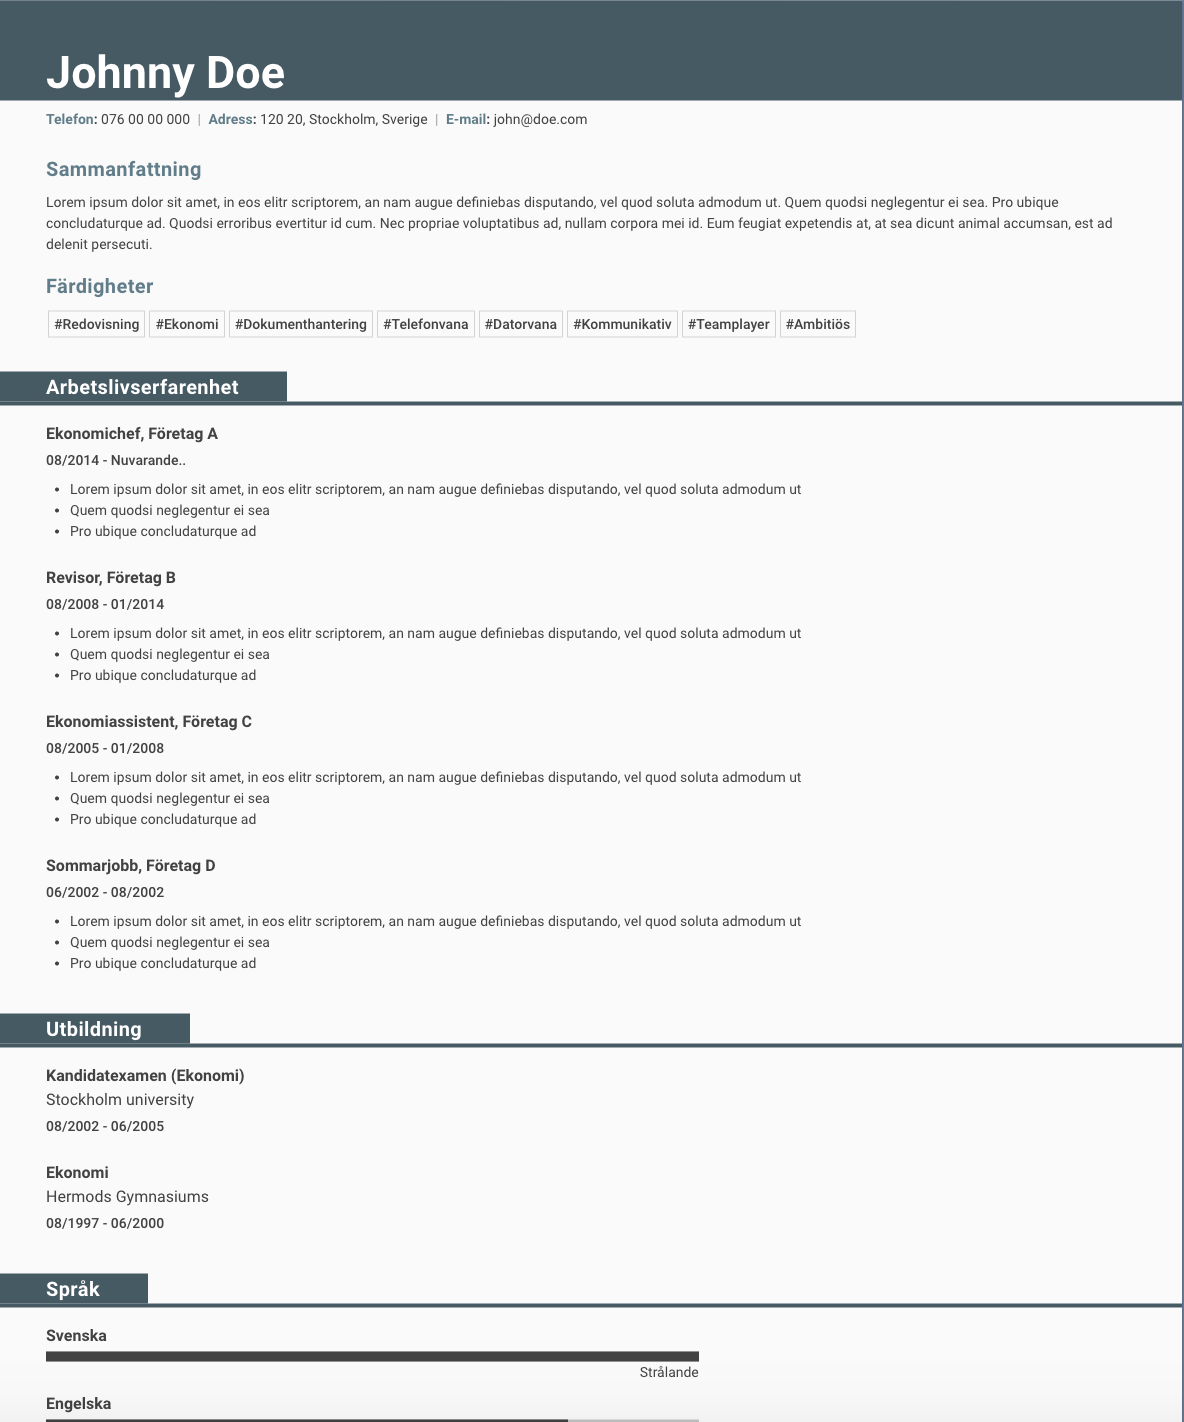 Johnny Doe
Telefon: 076 00 00 000 | Adress: 120 20, Stockholm, Sverige | E-mail: john@doe.com
Sammanfattning
Lorem ipsum dolor sit amet, in eos elitr scriptorem, an nam augue definiebas disputando, vel quod soluta admodum ut. Quem quodsi neglegentur ei sea. Pro ubique
concludaturque ad. Quodsi erroribus evertitur id cum. Nec propriae voluptatibus ad, nullam corpora mei id. Eum feugiat expetendis at, at sea dicunt animal accumsan, est ad
delenit persecuti.
Färdigheter
#Redovisning #Ekonomi #Dokumenthantering #Telefonvana #Datorvana #Kommunikativ #Teamplayer #Ambitiös
Arbetslivserfarenhet
Ekonomichef, Företag A
08/2014 - Nuvarande..
• Lorem ipsum dolor sit amet, in eos elitr scriptorem, an nam augue definiebas disputando, vel quod soluta admodum ut
• Quem quodsi neglegentur ei sea
• Pro ubique concludaturque ad
Revisor, Företag B
08/2008 - 01/2014
• Lorem ipsum dolor sit amet, in eos elitr scriptorem, an nam augue definiebas disputando, vel quod soluta admodum ut
• Quem quodsi neglegentur ei sea
• Pro ubique concludaturque ad
Ekonomiassistent, Företag C
08/2005 - 01/2008
• Lorem ipsum dolor sit amet, in eos elitr scriptorem, an nam augue definiebas disputando, vel quod soluta admodum ut
• Quem quodsi neglegentur ei sea
• Pro ubique concludaturque ad
Sommarjobb, Företag D
06/2002 - 08/2002
• Lorem ipsum dolor sit amet, in eos elitr scriptorem, an nam augue definiebas disputando, vel quod soluta admodum ut
• Quem quodsi neglegentur ei sea
• Pro ubique concludaturque ad
Utbildning
Kandidatexamen (Ekonomi)
Stockholm university
08/2002 - 06/2005
Ekonomi
Hermods Gymnasiums
08/1997 - 06/2000
Språk
Svenska
Strålande
Engelska